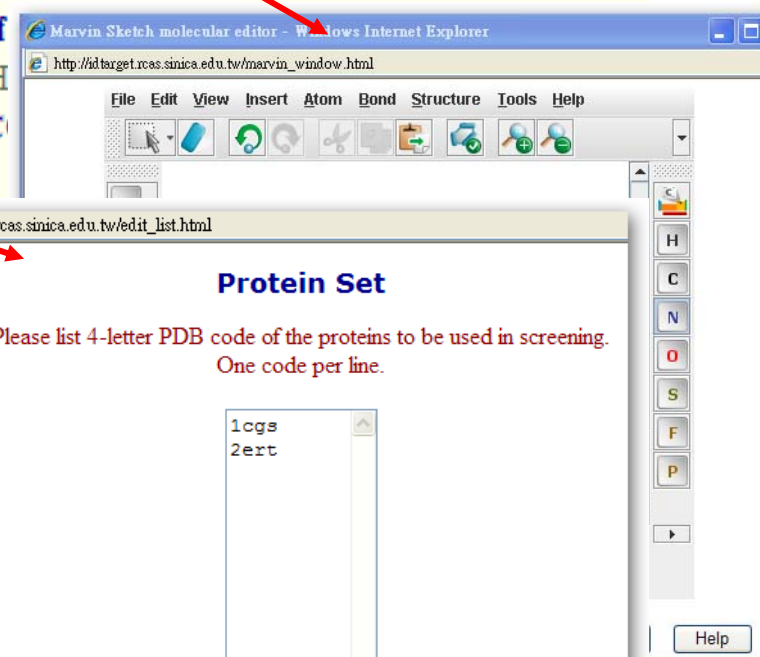 Marvin Sketch molecular editor - Windows Internet Explorer
http://idtarget.rcas.sinica.edu.tw/marvin_window.html
File Edit View Insert Atom Bond Structure Tools Help
rcas.sinica.edu.tw/edit_list.html
Protein Set
Please list 4-letter PDB code of the proteins to be used in screening.
One code per line.
1cgs
2ert
H
C
N
O
S
F
P
Help